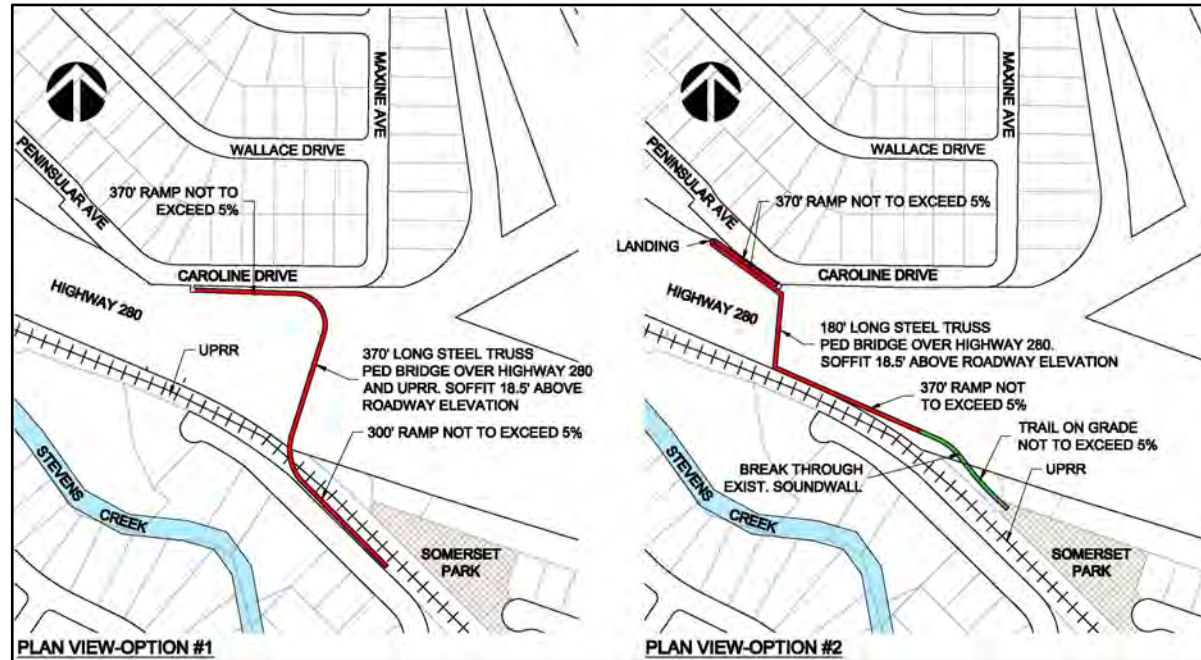 MAXINE AVE
WALLACE DRIVE
PENINSULAR AVE
370' RAMP NOT TO
EXCEED 5%
CAROLINE DRIVE
HIGHWAY 280
UPRR
370' LONG STEEL TRUSS
PED BRIDGE OVER HIGHWAY 280
AND UPRR. SOFFIT 18.5' ABOVE
ROADWAY ELEVATION
300' RAMP NOT TO EXCEED 5%
STEVENS
CREEK
SOMERSET
PARK
PLAN VIEW-OPTION #1
MAXINE AVE
WALLACE DRIVE
PENINSULAR AVE
370' RAMP NOT TO EXCEED 5%
LANDING
CAROLINE DRIVE
HIGHWAY 280
180' LONG STEEL TRUSS
PED BRIDGE OVER HIGHWAY 280.
SOFFIT 18.5' ABOVE ROADWAY ELEVATION
370' RAMP NOT
TO EXCEED 5%
TRAIL ON GRADE
NOT TO EXCEED 5%
BREAK THROUGH
EXIST. SOUNDWALL
UPRR
STEVENS
CREEK
SOMERSET
PARK
PLAN VIEW-OPTION #2